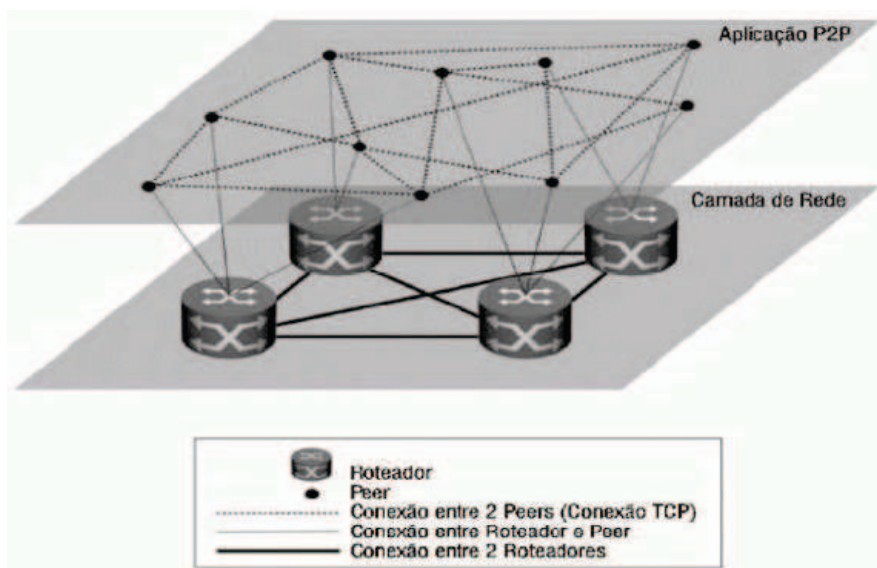 Aplicação P2P
Camada de Rede
Roteador
Peer
Conexão entre 2 Peers (Conexão TCP)
Conexão entre Roteador e Peer
Conexão entre 2 Roteadores